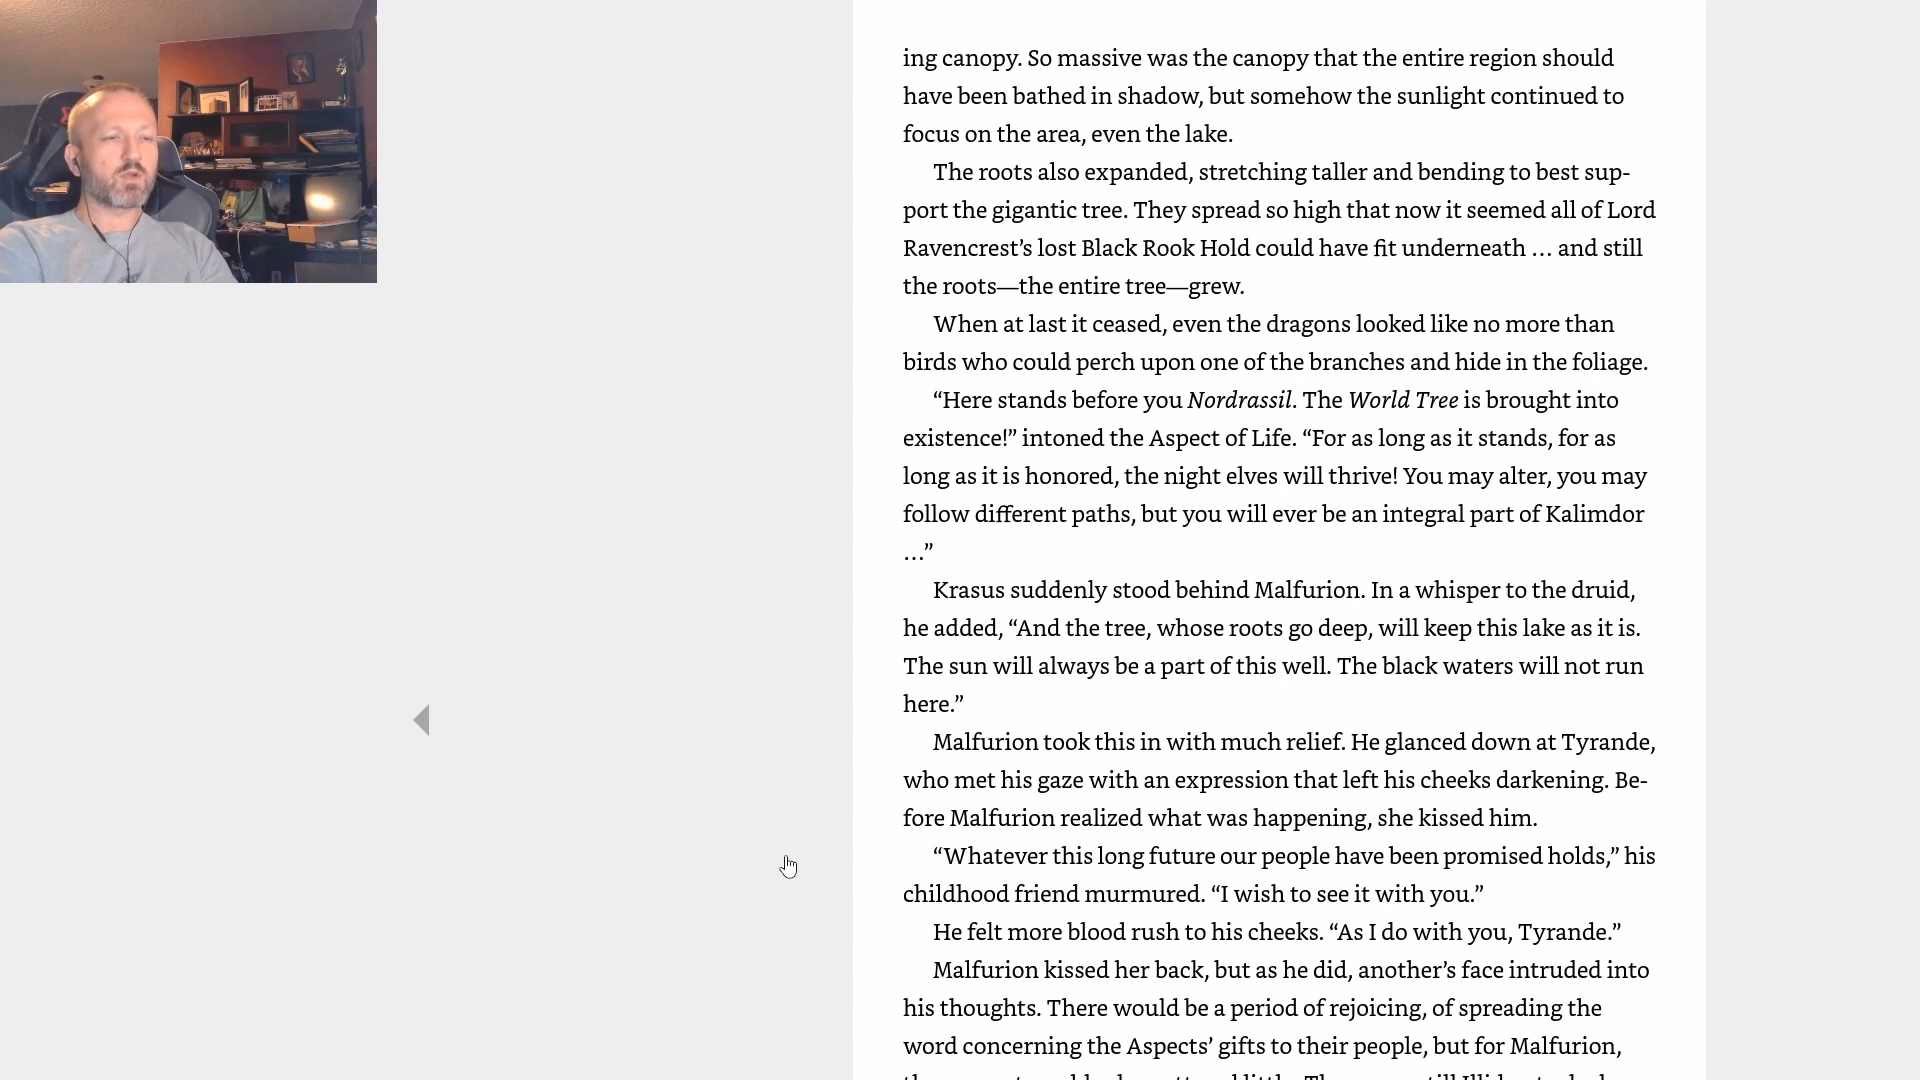 ing canopy. So massive was the canopy that the entire region should
have been bathed in shadow, but somehow the sunlight continued to
focus on the area, even the lake.
The roots also expanded, stretching taller and bending to best sup-
port the gigantic tree. They spread so high that now it seemed all of Lord
Ravencrest’s lost Black Rook Hold could have fit underneath … and still
the roots—the entire tree—grew.
When at last it ceased, even the dragons looked like no more than
birds who could perch upon one of the branches and hide in the foliage.
“Here stands before you Nordrassil. The World Tree is brought into
existence!” intoned the Aspect of Life. “For as long as it stands, for as
long as it is honored, the night elves will thrive! You may alter, you may
follow different paths, but you will ever be an integral part of Kalimdor
…”
Krasus suddenly stood behind Malfurion. In a whisper to the druid,
he added, “And the tree, whose roots go deep, will keep this lake as it is.
The sun will always be a part of this well. The black waters will not run
here.”
Malfurion took this in with much relief. He glanced down at Tyrande,
who met his gaze with an expression that left his cheeks darkening. Be-
fore Malfurion realized what was happening, she kissed him.
“Whatever this long future our people have been promised holds,” his
childhood friend murmured. “I wish to see it with you.”
He felt more blood rush to his cheeks. “As I do with you, Tyrande.”
Malfurion kissed her back, but as he did, another’s face intruded into
his thoughts. There would be a period of rejoicing, of spreading the
word concerning the Aspects’ gifts to their people, but for Malfurion,